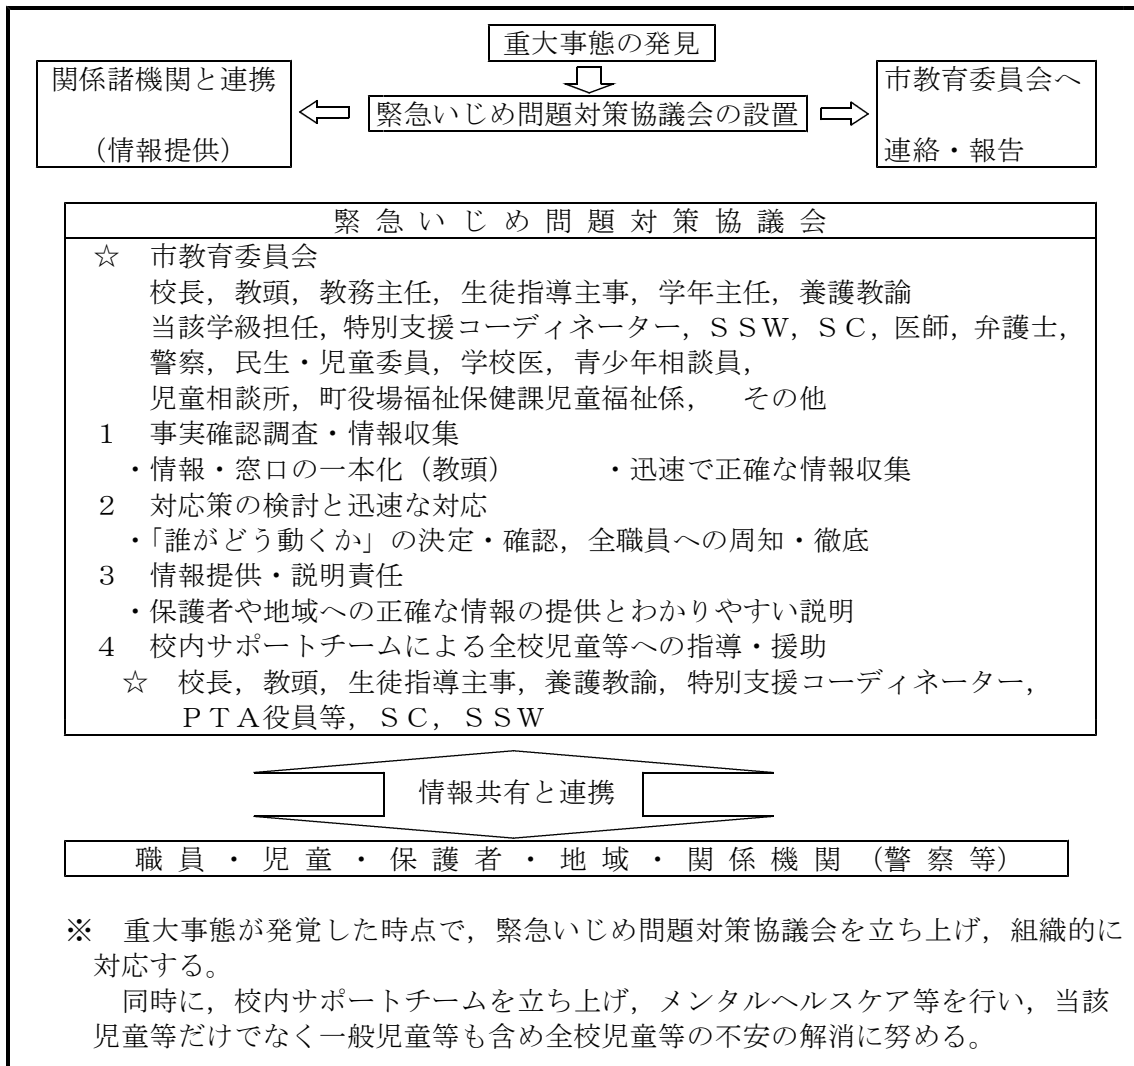 重大事態の発見
関係諸機関と連携
(情報提供)
緊急いじめ問題対策協議会の設置
市教育委員会へ
連絡・報告
緊 急 い じ め 問 題 対 策 協 議 会
☆ 市教育委員会
校長，教頭，教務主任，生徒指導主事，学年主任，養護教諭
当該学級担任，特別支援コーディネーター，ＳＳＷ，ＳＣ，医師，弁護士，
警察，民生・児童委員，学校医，青少年相談員，
児童相談所，町役場福祉保健課児童福祉係， その他
１ 事実確認調査・情報収集
・情報・窓口の一本化（教頭） ・迅速で正確な情報収集
２ 対応策の検討と迅速な対応
・「誰がどう動くか」の決定・確認，全職員への周知・徹底
３ 情報提供・説明責任
・保護者や地域への正確な情報の提供とわかりやすい説明
４ 校内サポートチームによる全校児童等への指導・援助
☆ 校長，教頭，生徒指導主事，養護教諭，特別支援コーディネーター，
ＰＴＡ役員等，ＳＣ，ＳＳＷ
情報共有と連携
職 員 ・ 児 童 ・ 保 護 者 ・ 地 域 ・ 関 係 機 関 （警 察 等）
※ 重大事態が発覚した時点で，緊急いじめ問題対策協議会を立ち上げ，組織的に
対応する。
同時に，校内サポートチームを立ち上げ，メンタルヘルスケア等を行い，当該
児童等だけでなく一般児童等も含め全校児童等の不安の解消に努める。